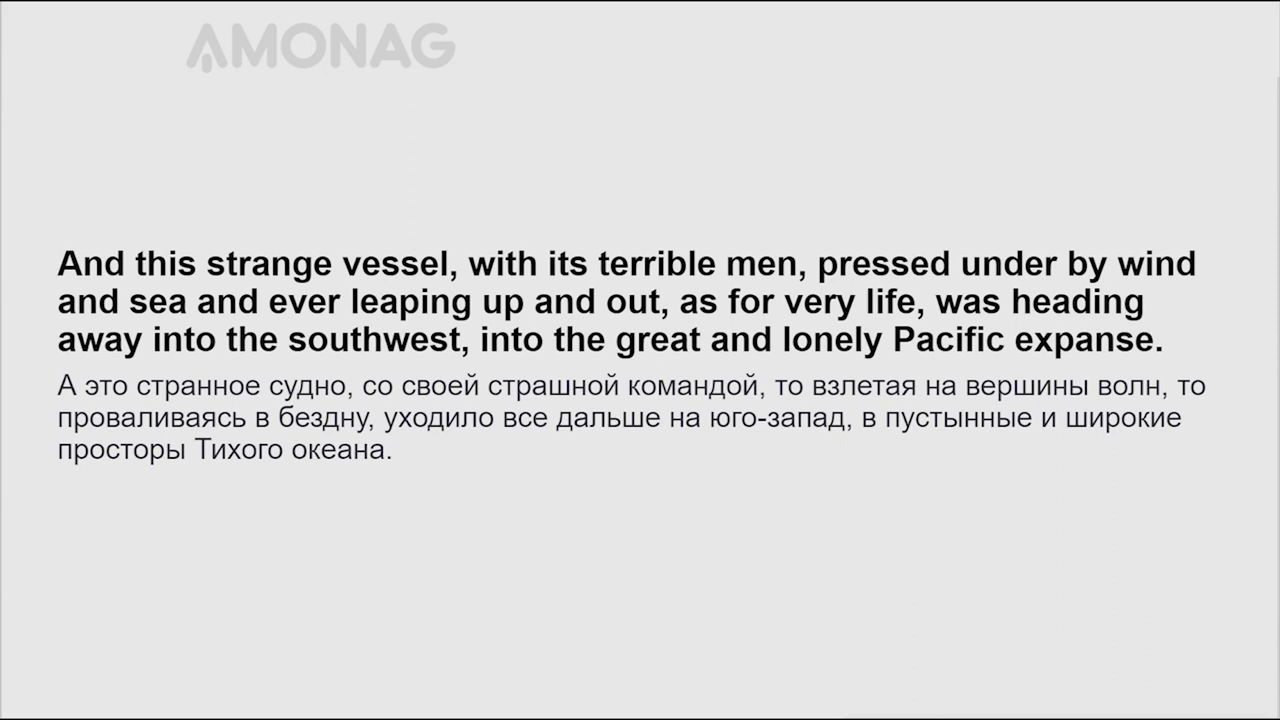 AMONAG
And this strange vessel, with its terrible men, pressed under by wind
and sea and ever leaping up and out, as for very life, was heading
away into the southwest, into the great and lonely Pacific expanse.
А это странное судно, со своей страшной командой, то взлетая на вершины волн, то
проваливаясь в бездну, уходило все дальше на юго-запад, в пустынные и широкие
просторы Тихого океана.